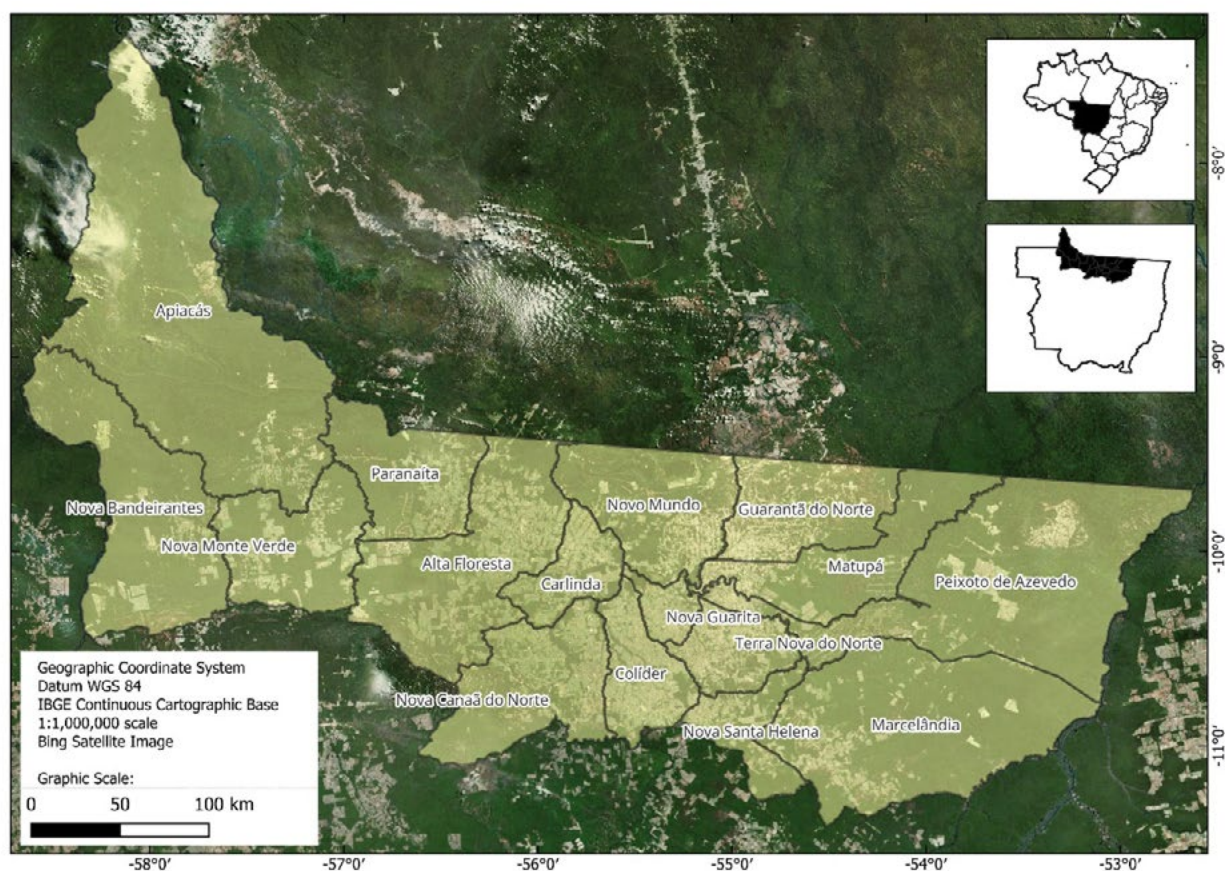 Apiacás
Paranaíta
Nova Bandeirantes
Nova Monte Verde
Alta Floresta
Carlinda
Novo Mundo
Guarantã do Norte
Matupá
Peixoto de Azevedo
Nova Guarita
Terra Nova do Norte
Colíder
Nova Canaã do Norte
Nova Santa Helena
Marcelândia
Geographic Coordinate System
Datum WGS 84
IBGE Continuous Cartographic Base
1:1,000,000 scale
Bing Satellite Image
Graphic Scale:
0 50 100 km
-8°0'
-9°0'
-10°0'
-11°0'
-58°0' -57°0' -56°0' -55°0' -54°0' -53°0'